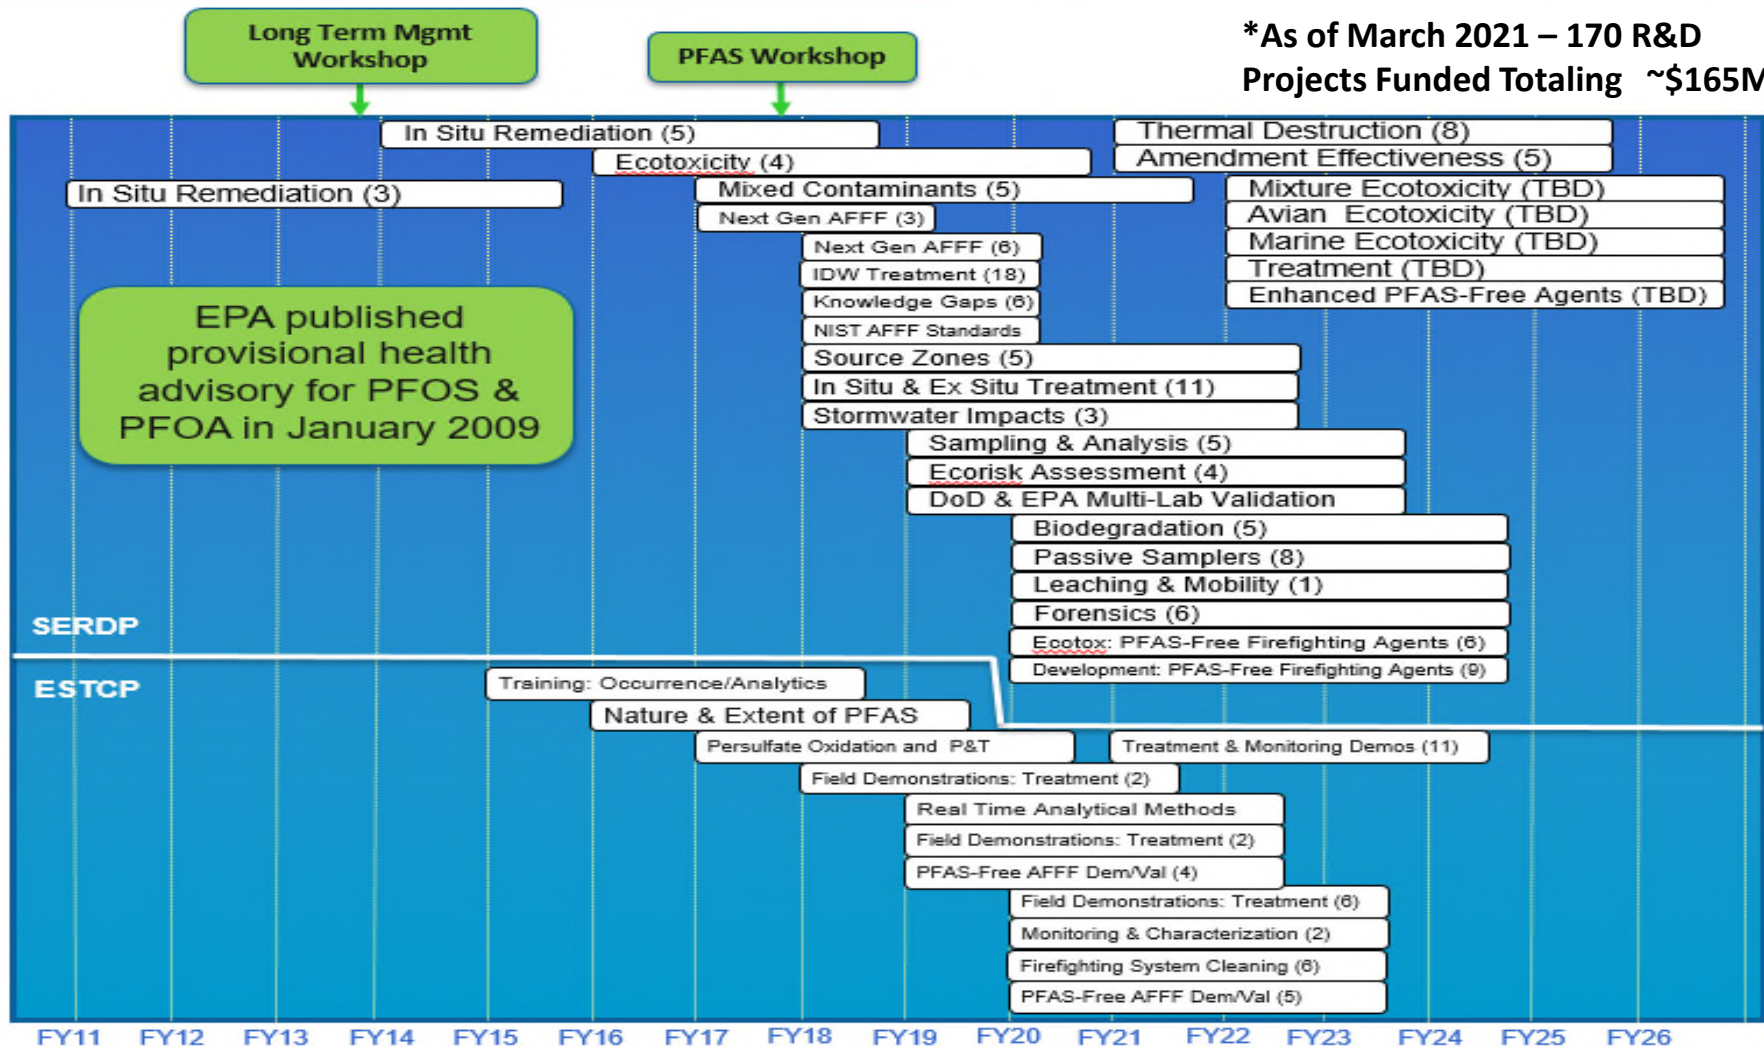 Long Term Mgmt
Workshop
PFAS Workshop
*As of March 2021 – 170 R&D
Projects Funded Totaling ~$165M
In Situ Remediation (5)
Thermal Destruction (8)
Ecotoxicity (4)
Amendment Effectiveness (5)
In Situ Remediation (3)
Mixed Contaminants (5)
Mixture Ecotoxicity (TBD)
Next Gen AFFF (3)
Avian Ecotoxicity (TBD)
Next Gen AFFF (6)
Marine Ecotoxicity (TBD)
IDW Treatment (18)
Treatment (TBD)
Knowledge Gaps (6)
Enhanced PFAS-Free Agents (TBD)
NIST AFFF Standards
EPA published
provisional health
advisory for PFOS &
PFOA in January 2009
Source Zones (5)
In Situ & Ex Situ Treatment (11)
Stormwater Impacts (3)
Sampling & Analysis (5)
Ecorisk Assessment (4)
DoD & EPA Multi-Lab Validation
Biodegradation (5)
Passive Samplers (8)
Leaching & Mobility (1)
Forensics (6)
SERDP
Ecotox: PFAS-Free Firefighting Agents (6)
Development: PFAS-Free Firefighting Agents (9)
ESTCP
Training: Occurrence/Analytics
Nature & Extent of PFAS
Persulfate Oxidation and P&T
Treatment & Monitoring Demos (11)
Field Demonstrations: Treatment (2)
Real Time Analytical Methods
Field Demonstrations: Treatment (2)
PFAS-Free AFFF Dem/Val (4)
Field Demonstrations: Treatment (6)
Monitoring & Characterization (2)
Firefighting System Cleaning (6)
PFAS-Free AFFF Dem/Val (5)
FY11 FY12 FY13 FY14 FY15 FY16 FY17 FY18 FY19 FY20 FY21 FY22 FY23 FY24 FY25 FY26